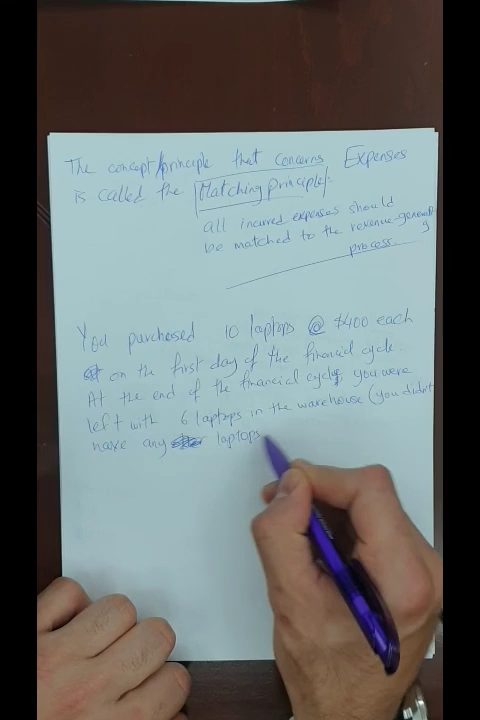 The concept/principle that concerns Expenses
is called the Matching principle:-
all incured expenses should
be matched to the revenue-generating
process.
You purchased 10 laptops @ $400 each
on the first day of the financial cycle.
At the end of the financial cycle, you were
left with 6 laptops in the warehouse (you didn't
have any laptops